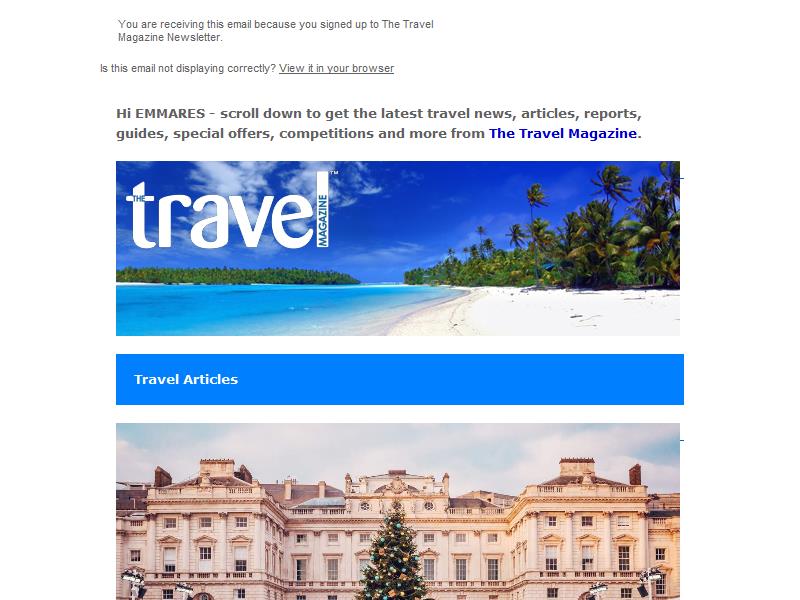 You are receiving this email because you signed up to The Travel
Magazine Newsletter.
Is this email not displaying correctly? View it in your browser
Hi EMMARES - scroll down to get the latest travel news, articles, reports,
guides, special offers, competitions and more from The Travel Magazine.
THE travel MAGAZINE ™
Travel Articles